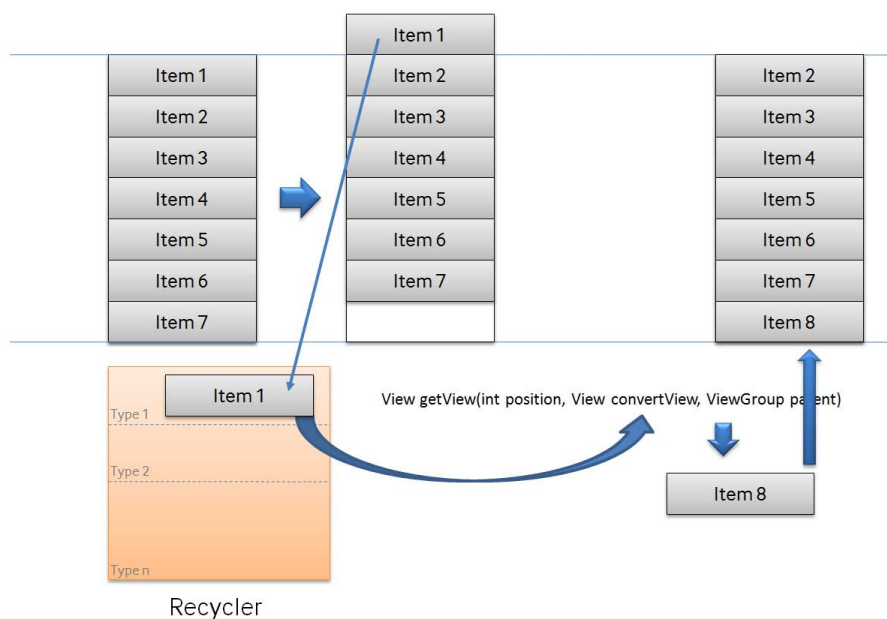 Item 1
Item 2
Item 3
Item 4
Item 5
Item 6
Item 7
Item 1
Item 2
Item 3
Item 4
Item 5
Item 6
Item 7
Item 2
Item 3
Item 4
Item 5
Item 6
Item 7
Item 8
Item 1
Type 1
Type 2
Type n
Recycler
View getView(int position, View convertView, ViewGroup parent)
Item 8